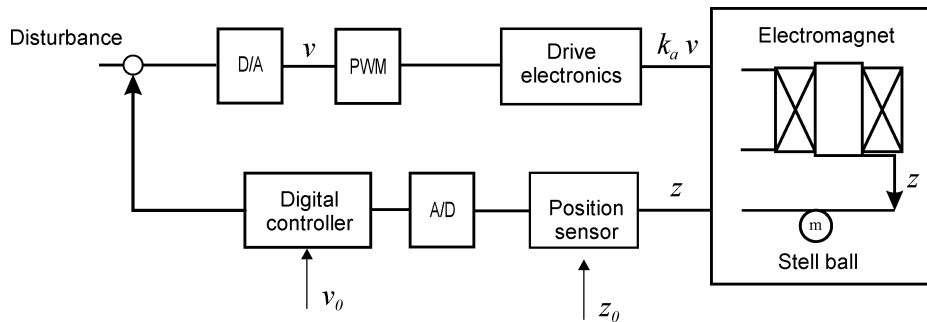 Disturbance
D/A
v
PWM
Drive
electronics
k_a v
Electromagnet
z
Digital
controller
A/D
Position
sensor
z
m
Stell ball
v_0
z_0